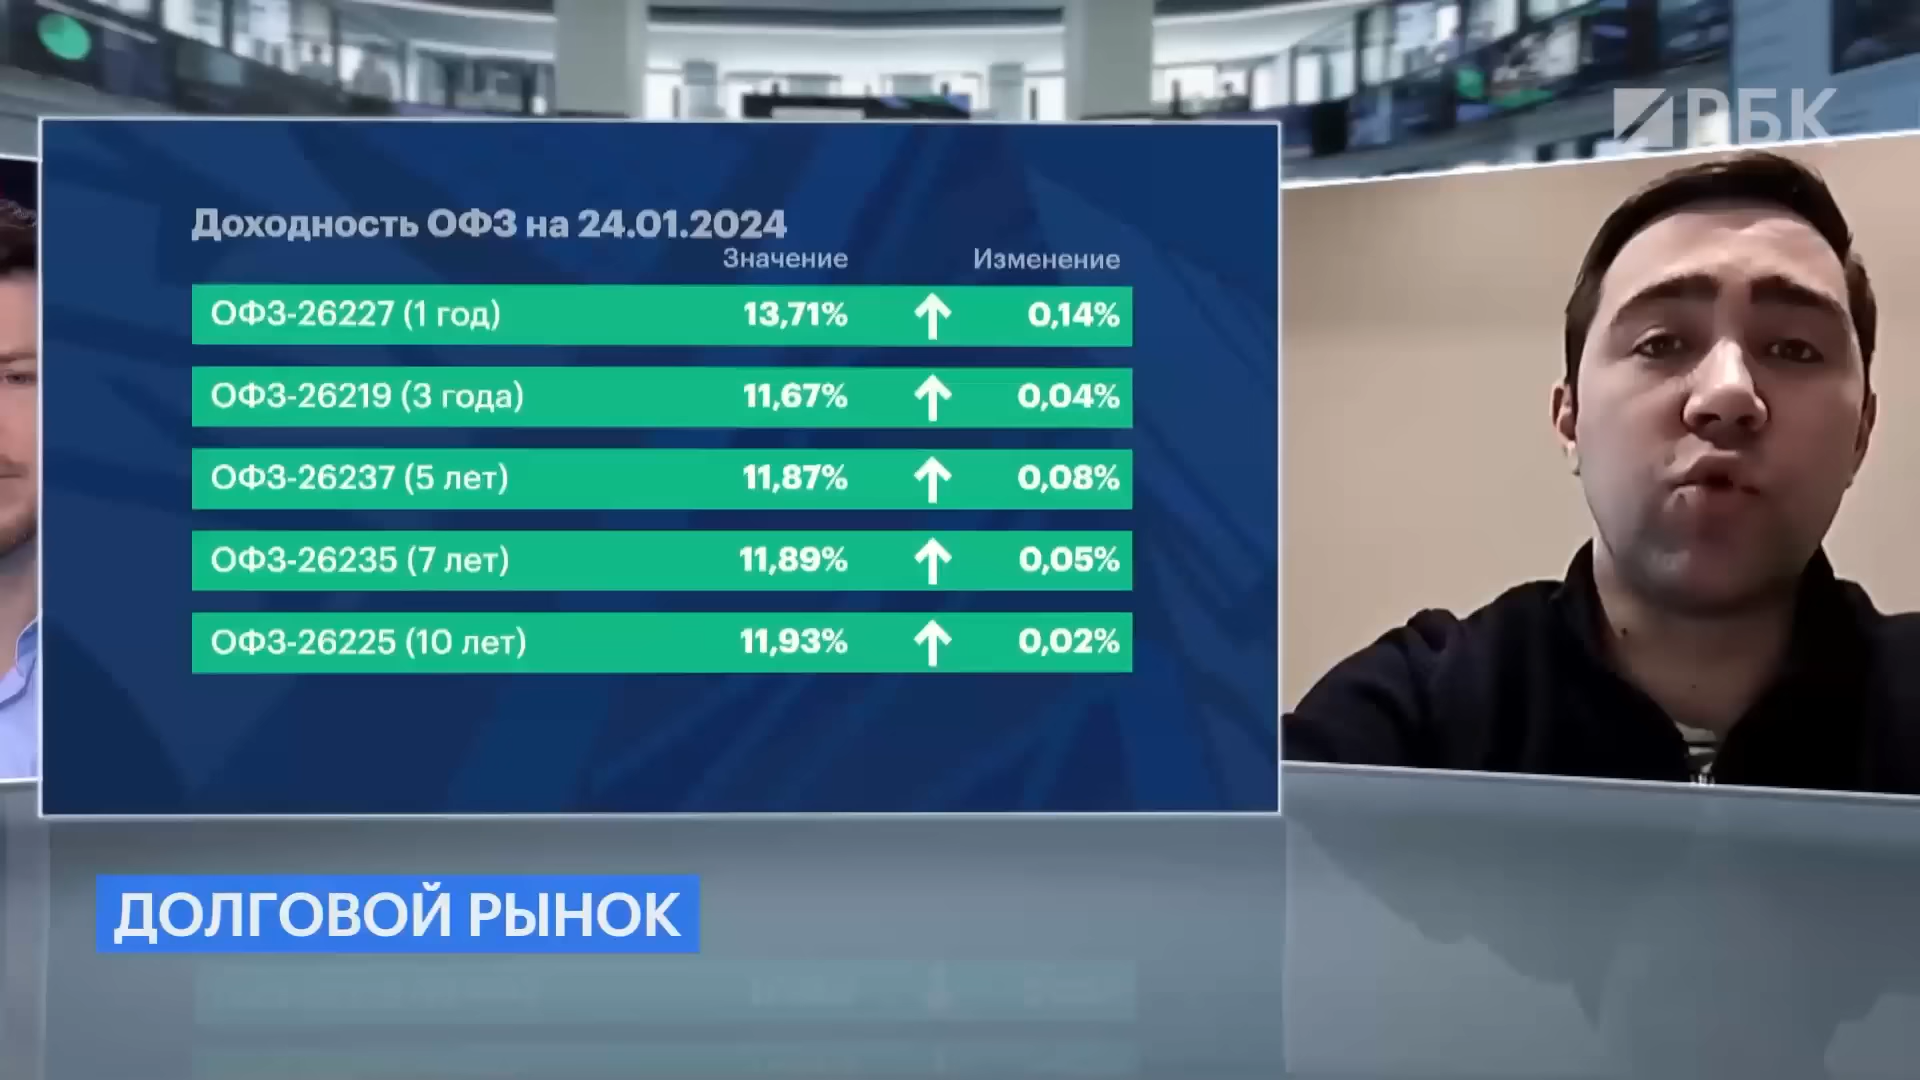 РБК
Доходность ОФЗ на 24.01.2024
Значение Изменение
ОФЗ-26227 (1 год) 13,71% ↑ 0,14%
ОФЗ-26219 (3 года) 11,67% ↑ 0,04%
ОФЗ-26237 (5 лет) 11,87% ↑ 0,08%
ОФЗ-26235 (7 лет) 11,89% ↑ 0,05%
ОФЗ-26225 (10 лет) 11,93% ↑ 0,02%
ДОЛГОВОЙ РЫНОК